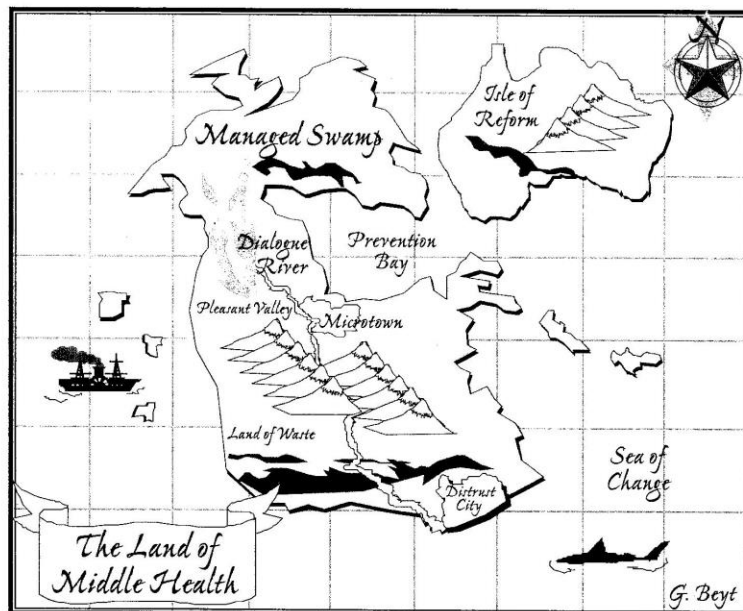 N
Isle of
Reform
Managed Swamp
Dialogue
River
Prevention
Bay
Pleasant Valley
Microtown
Land of Waste
Distrust
City
Sea of
Change
The Land of
Middle Health
G. Beyt